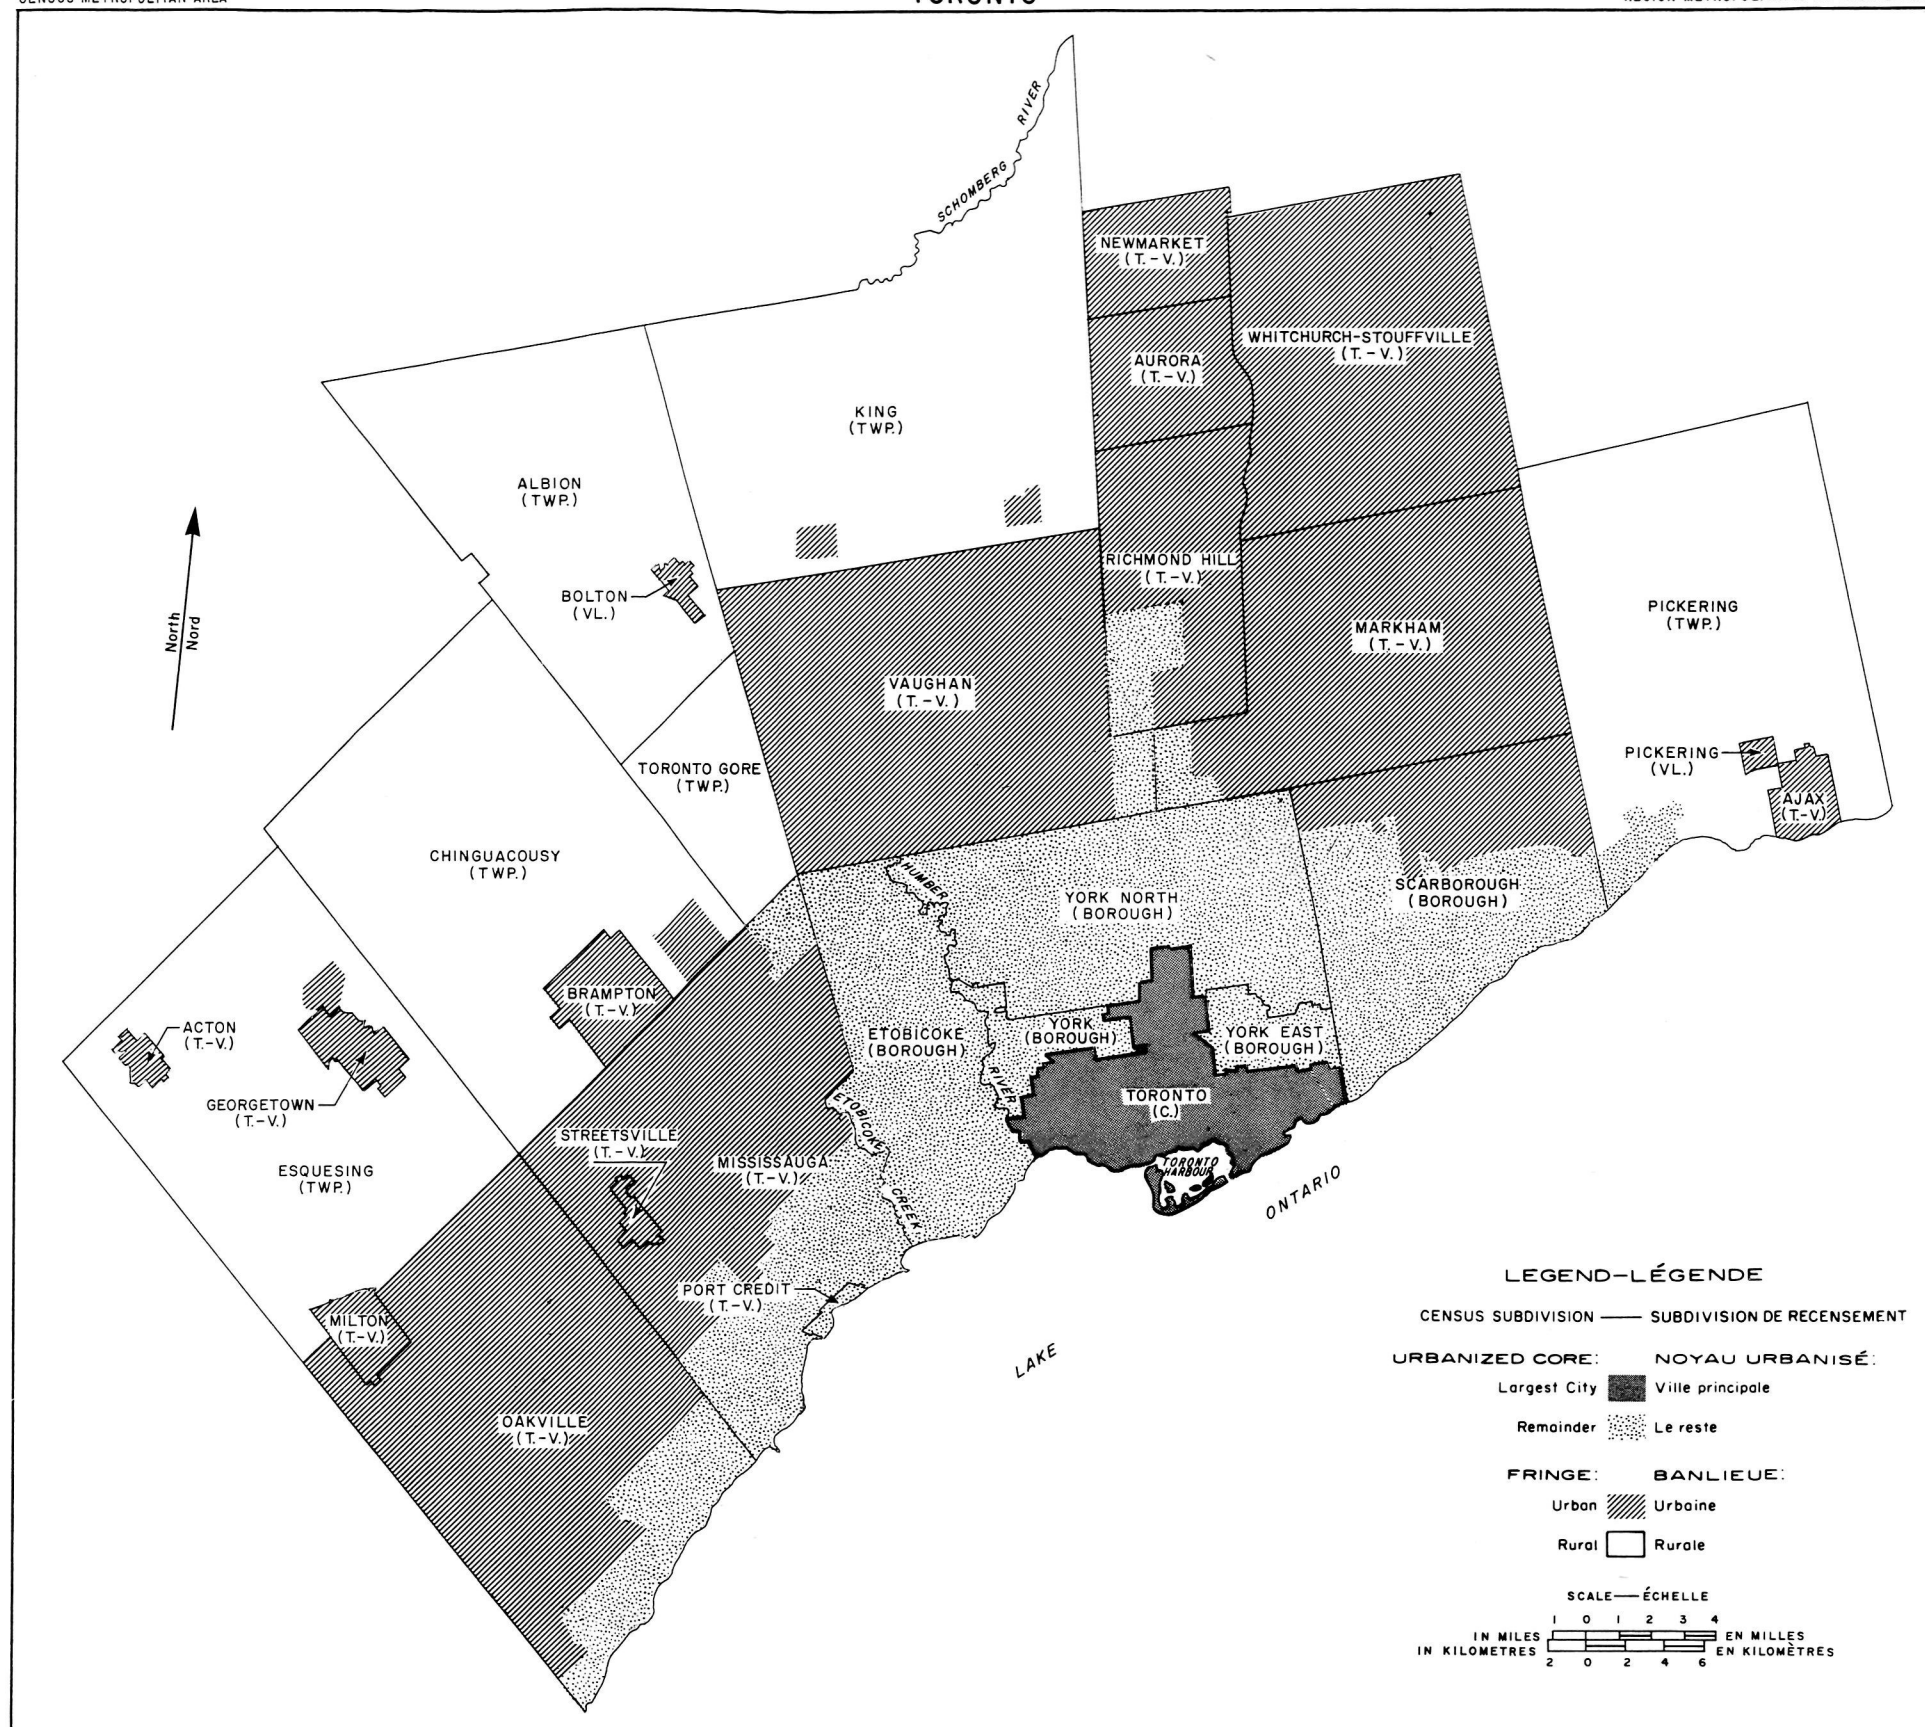 TORONTO
SCHOMBERG RIVER
NEWMARKET
(T.-V.)
WHITCHURCH-STOUFFVILLE
(T.-V.)
AURORA
(T.-V.)
KING
(TWP.)
ALBION
(TWP.)
North
Nord
BOLTON
(VL.)
RICHMOND HILL
(T.-V.)
MARKHAM
(T.-V.)
PICKERING
(TWP.)
VAUGHAN
(T.-V.)
TORONTO GORE
(TWP.)
PICKERING
(VL.)
AJAX
(T.-V.)
CHINGUACOUSY
(TWP.)
HUMBER
RIVER
YORK NORTH
(BOROUGH)
SCARBOROUGH
(BOROUGH)
BRAMPTON
(T.-V.)
ACTON
(T.-V.)
ETOBICOKE
(BOROUGH)
YORK
(BOROUGH)
YORK EAST
(BOROUGH)
GEORGETOWN
(T.-V.)
TORONTO
(C.)
ETOBICOKE
CREEK
STREETSVILLE
(T.-V.)
MISSISSAUGA
(T.-V.)
TORONTO
HARBOUR
ESQUESING
(TWP.)
LAKE ONTARIO
PORT CREDIT
(T.-V.)
MILTON
(T.-V.)
OAKVILLE
(T.-V.)
LEGEND-LÉGENDE
CENSUS SUBDIVISION — SUBDIVISION DE RECENSEMENT
URBANIZED CORE: NOYAU URBANISÉ:
Largest City Ville principale
Remainder Le reste
FRINGE: BANLIEUE:
Urban Urbaine
Rural Rurale
SCALE—ÉCHELLE
1 0 1 2 3 4
IN MILES EN MILLES
IN KILOMETRES EN KILOMÈTRES
2 0 2 4 6